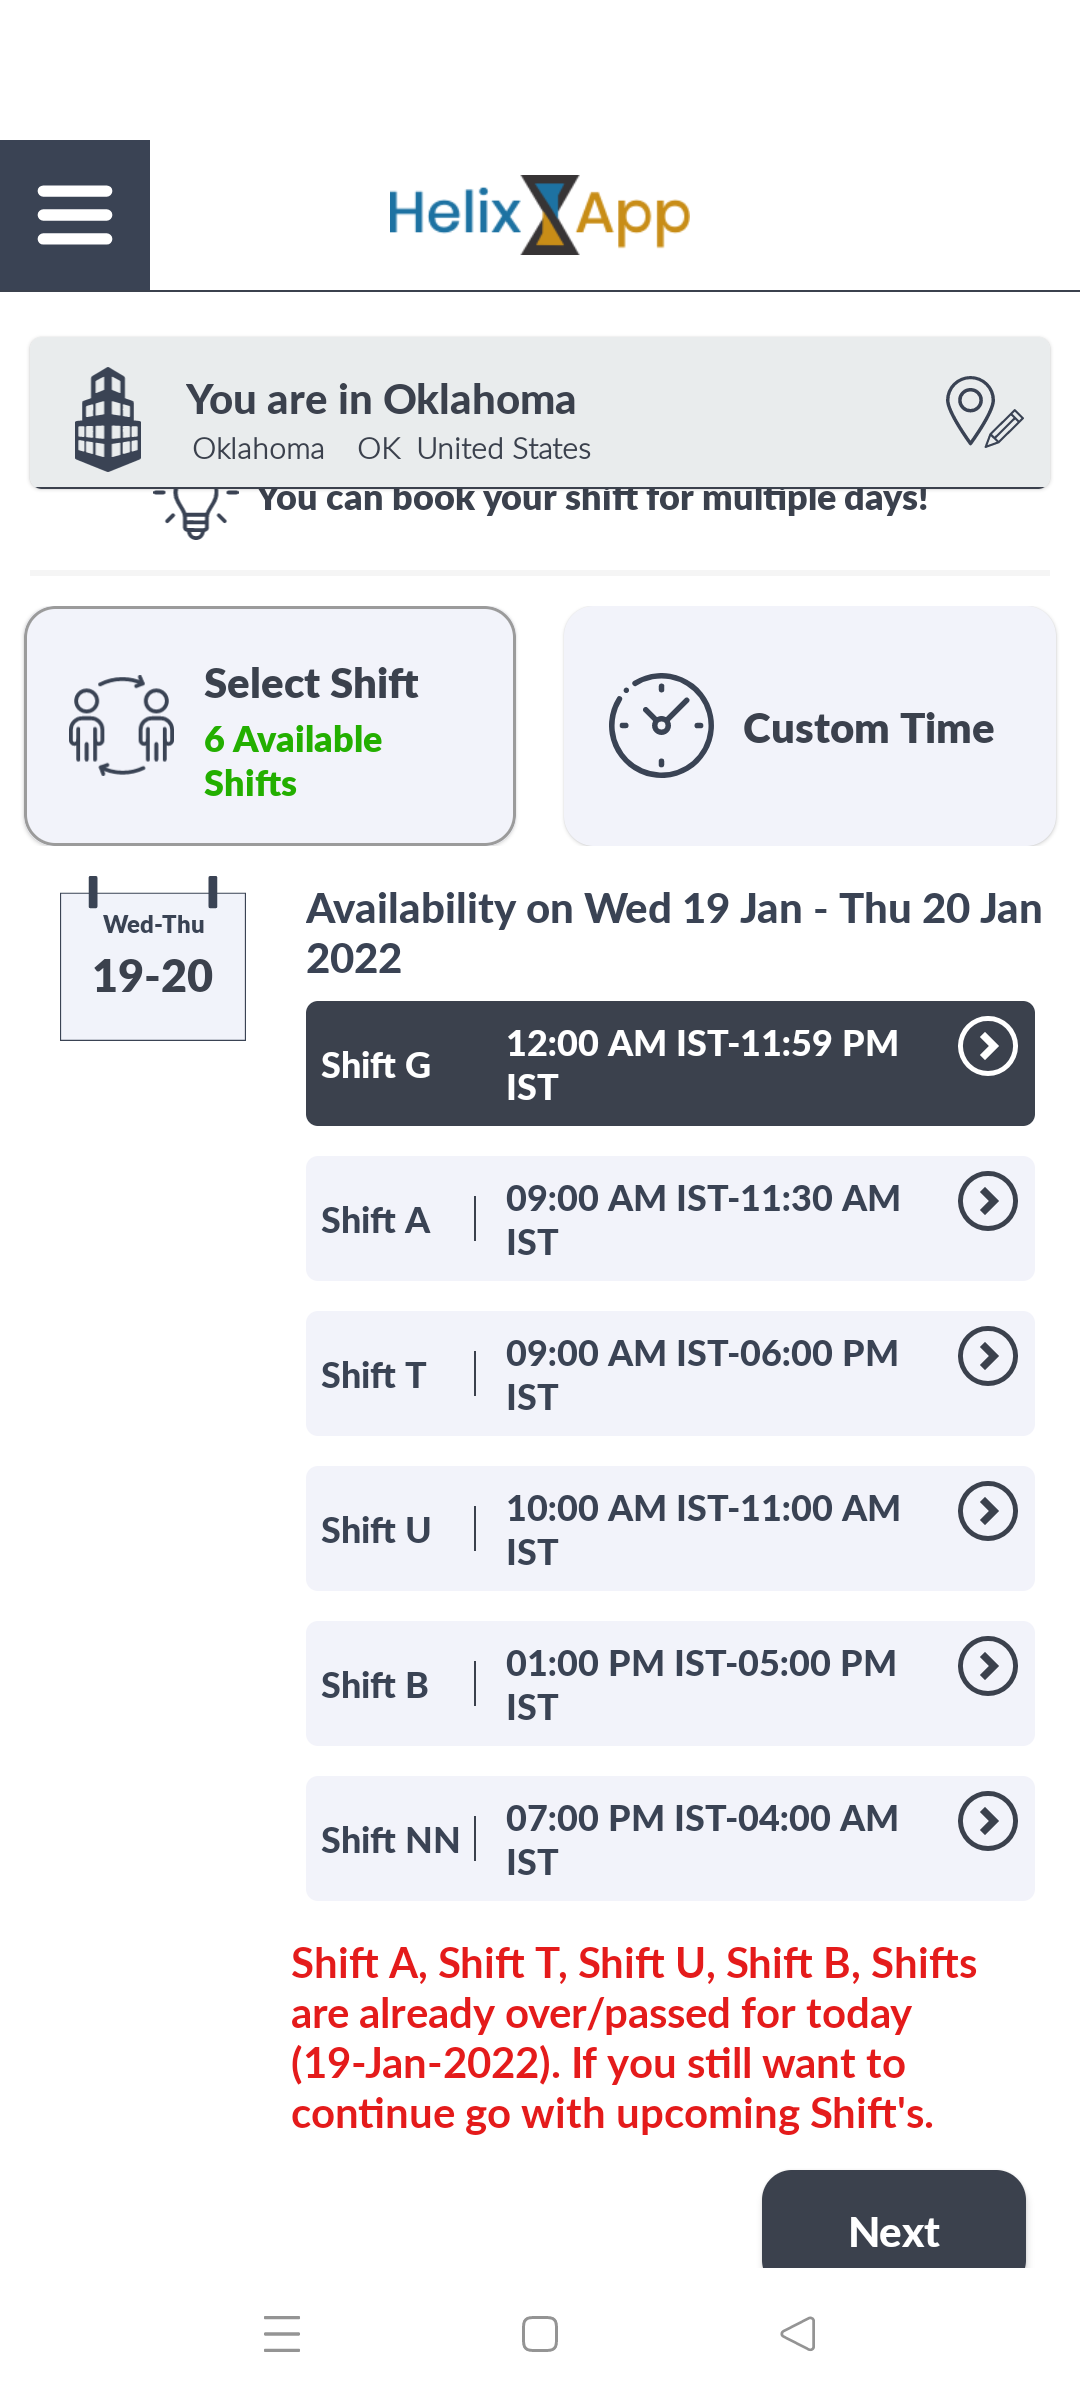 Helix App
You are in Oklahoma
Oklahoma OK United States
You can book your shift for multiple days!
Select Shift
6 Available
Shifts
Custom Time
Wed-Thu
19-20
Availability on Wed 19 Jan - Thu 20 Jan
2022
Shift G
12:00 AM IST-11:59 PM
IST
Shift A
09:00 AM IST-11:30 AM
IST
Shift T
09:00 AM IST-06:00 PM
IST
Shift U
10:00 AM IST-11:00 AM
IST
Shift B
01:00 PM IST-05:00 PM
IST
Shift NN
07:00 PM IST-04:00 AM
IST
Shift A, Shift T, Shift U, Shift B, Shifts
are already over/passed for today
(19-Jan-2022). If you still want to
continue go with upcoming Shift's.
Next